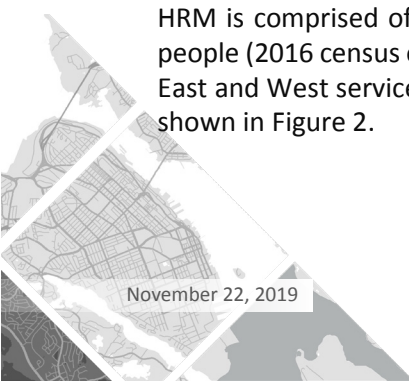 HRM is comprised of
people (2016 census
East and West service
shown in Figure 2.
November 22, 2019